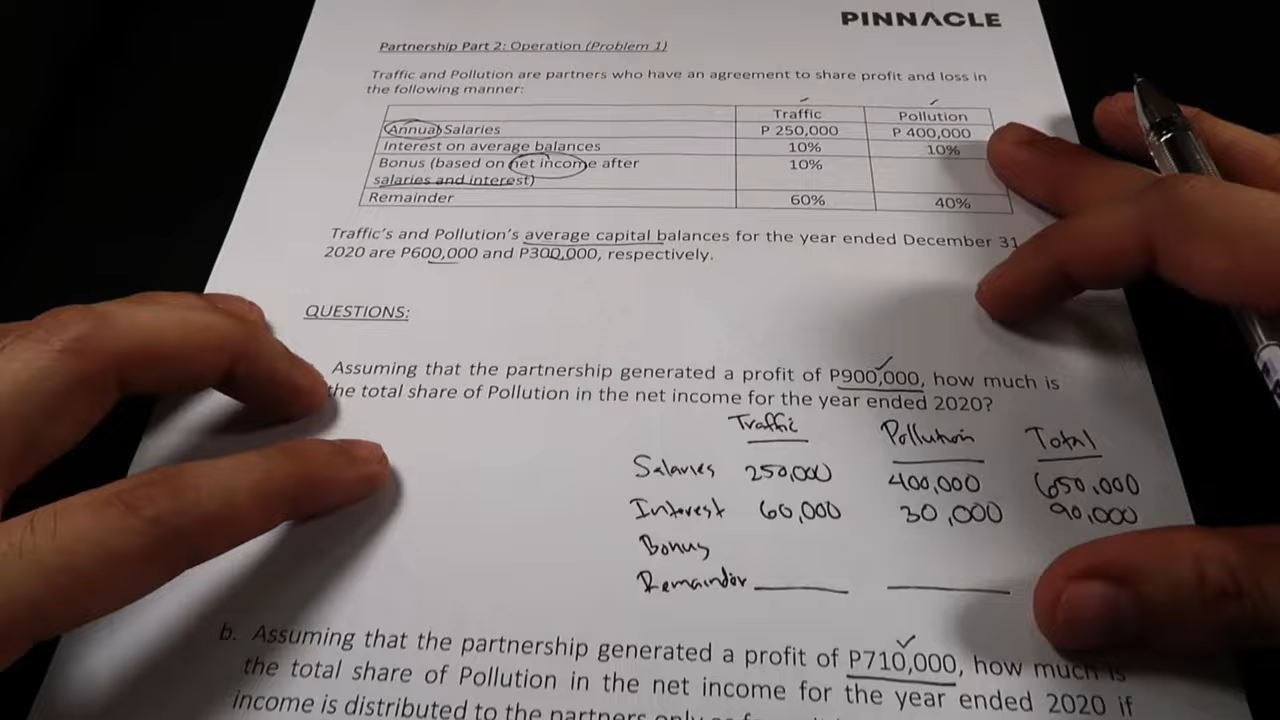 PINNACLE
Partnership Part 2: Operation (Problem 1)
Traffic and Pollution are partners who have an agreement to share profit and loss in
the following manner:
Traffic Pollution
Annual Salaries P 250,000 P 400,000
Interest on average balances 10% 10%
Bonus (based on net income after 10%
salaries and interest)
Remainder 60% 40%
Traffic's and Pollution's average capital balances for the year ended December 31
2020 are P600,000 and P300,000, respectively.
QUESTIONS:
Assuming that the partnership generated a profit of P900,000, how much is
the total share of Pollution in the net income for the year ended 2020?
Traffic Pollution Total
Salaries 250,000 400,000 650,000
Interest 60,000 30,000 90,000
Bonus
Remainder
b. Assuming that the partnership generated a profit of P710,000, how much is
the total share of Pollution in the net income for the year ended 2020 if
income is distributed to the partners only